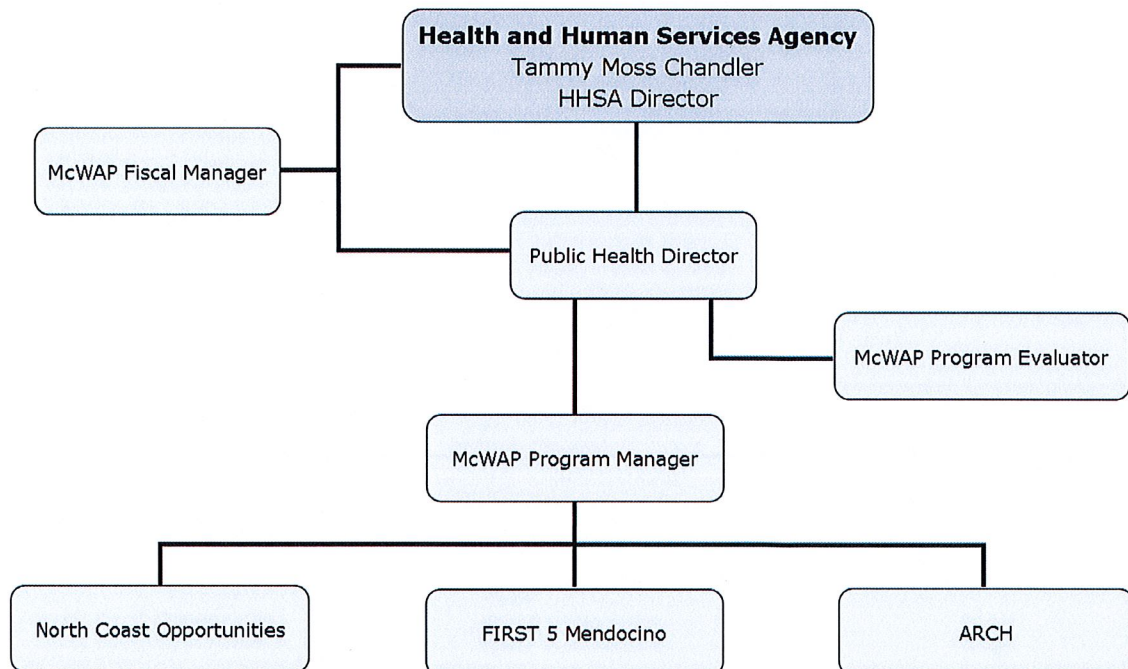 Health and Human Services Agency
Tammy Moss Chandler
HHSA Director
McWAP Fiscal Manager
Public Health Director
McWAP Program Evaluator
McWAP Program Manager
North Coast Opportunities
FIRST 5 Mendocino
ARCH